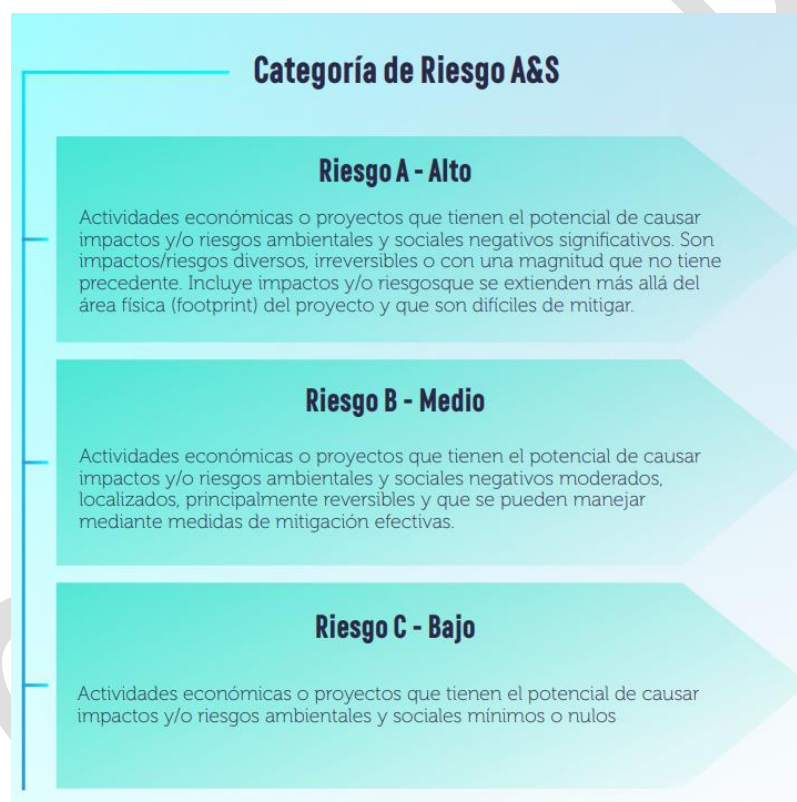 Categoría de Riesgo A&S
Riesgo A - Alto
Actividades económicas o proyectos que tienen el potencial de causar
impactos y/o riesgos ambientales y sociales negativos significativos. Son
impactos/riesgos diversos, irreversibles o con una magnitud que no tiene
precedente. Incluye impactos y/o riesgosque se extienden más allá del
área física (footprint) del proyecto y que son difíciles de mitigar.
Riesgo B - Medio
Actividades económicas o proyectos que tienen el potencial de causar
impactos y/o riesgos ambientales y sociales negativos moderados,
localizados, principalmente reversibles y que se pueden manejar
mediante medidas de mitigación efectivas.
Riesgo C - Bajo
Actividades económicas o proyectos que tienen el potencial de causar
impactos y/o riesgos ambientales y sociales mínimos o nulos